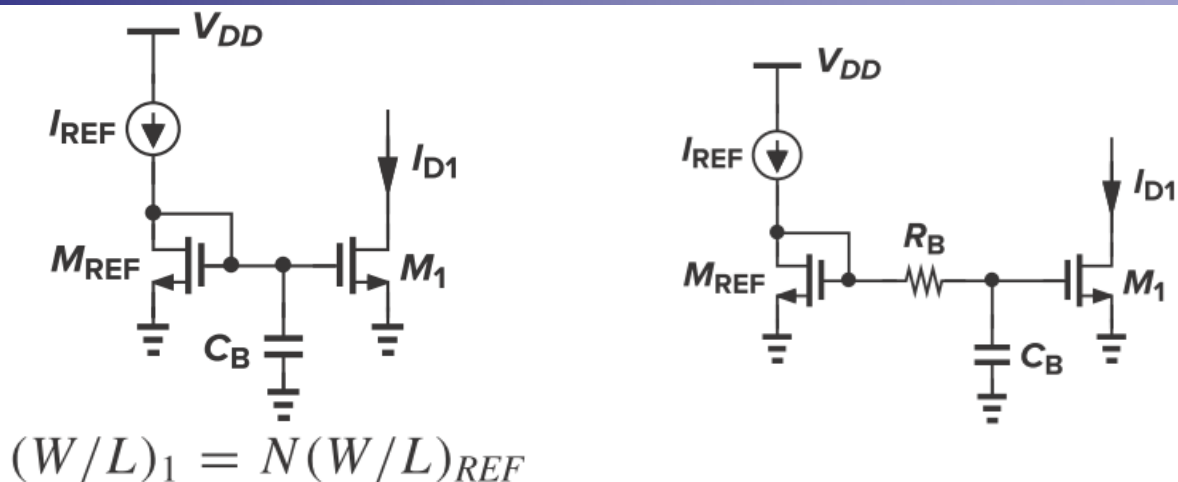 V_DD
I_REF
I_D1
M_REF
M_1
C_B
(W/L)_1 = N(W/L)_REF
V_DD
I_REF
I_D1
R_B
M_REF
M_1
C_B